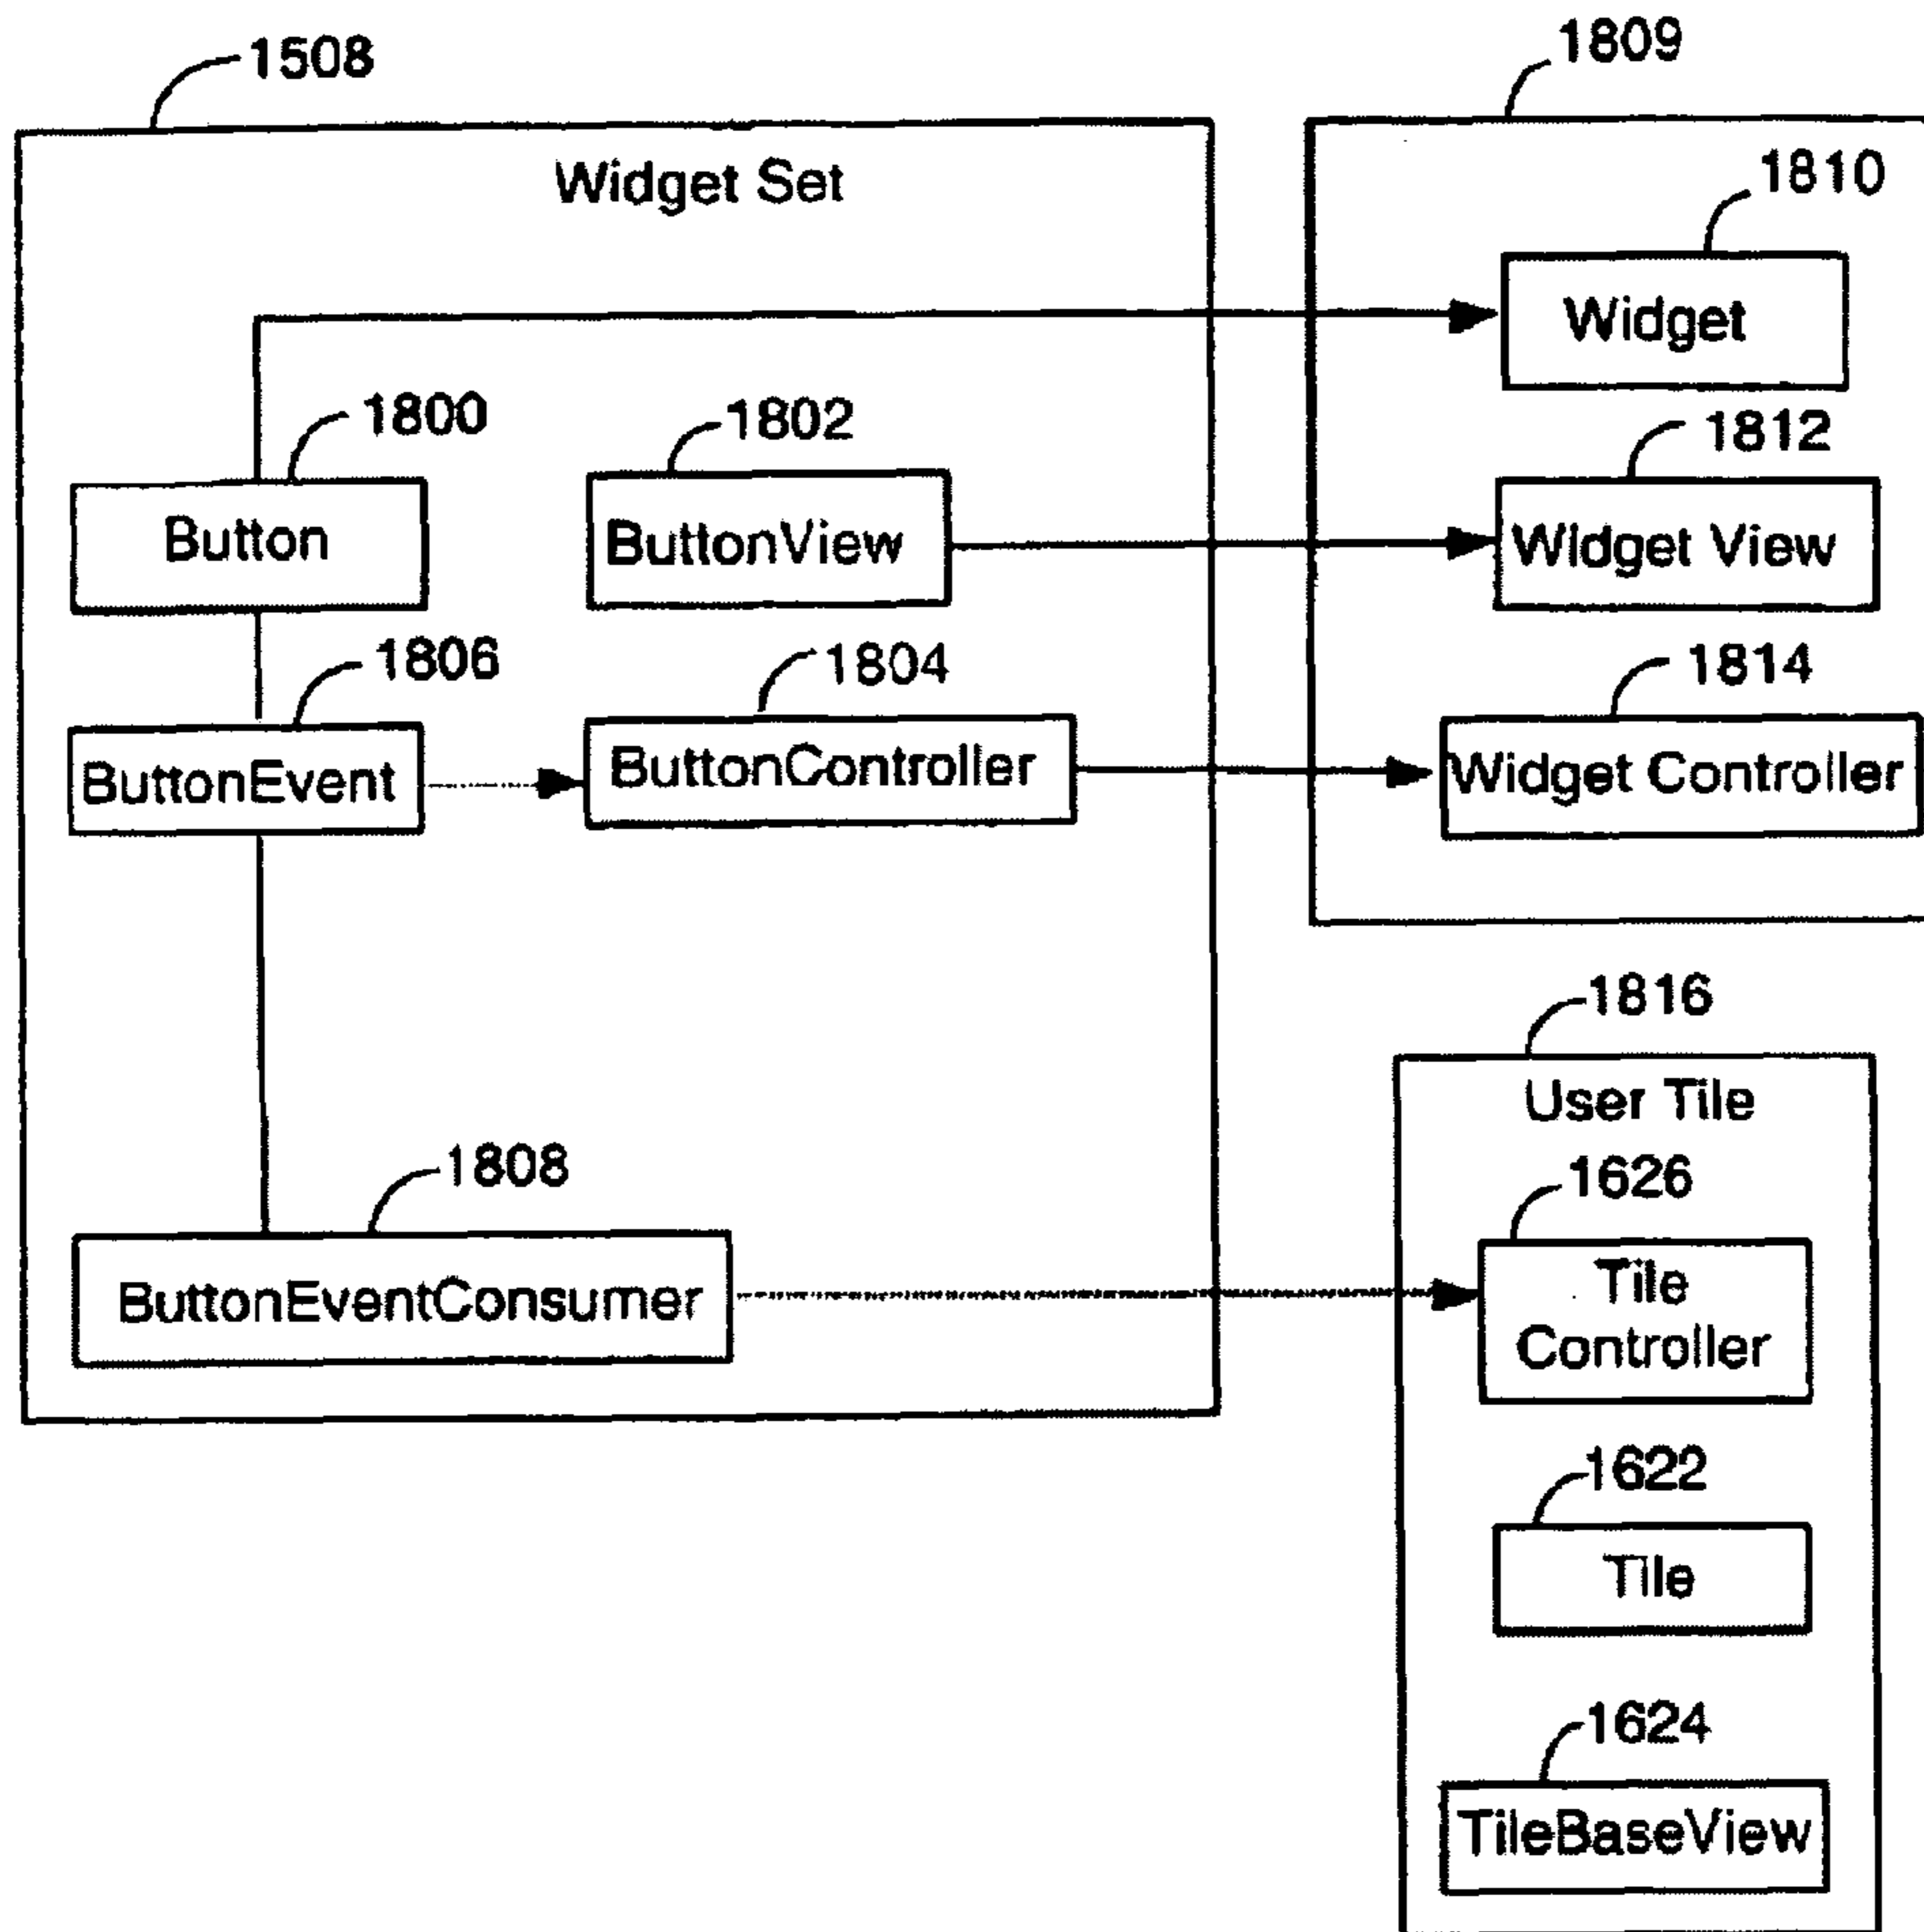 1508
1809
Widget Set
1810
Widget
1800
1802
1812
Button
ButtonView
Widget View
1806
1804
1814
ButtonEvent
ButtonController
Widget Controller
1816
User Tile
1808
1626
ButtonEventConsumer
Tile
Controller
1622
Tile
1624
TileBaseView